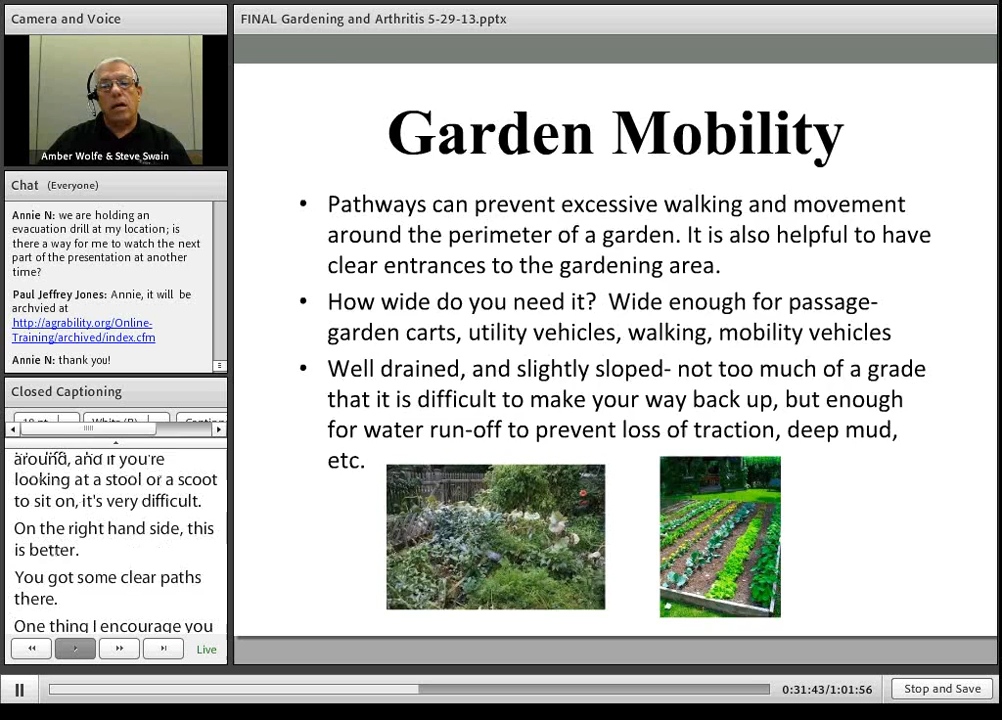 Camera and Voice
FINAL Gardening and Arthritis 5-29-13.pptx
Amber Wolfe & Steve Swain
Chat (Everyone)
Annie N: we are holding an
evacuation drill at my location; is
there a way for me to watch the next
part of the presentation at another
time?
Paul Jeffrey Jones: Annie, it will be
archvied at
http://agrability.org/Online-
Training/archived/index.cfm
Annie N: thank you!
Closed Captioning
around, and if you're
looking at a stool or a scoot
to sit on, it's very difficult.
On the right hand side, this
is better.
You got some clear paths
there.
One thing I encourage you
Live
Garden Mobility
• Pathways can prevent excessive walking and movement
around the perimeter of a garden. It is also helpful to have
clear entrances to the gardening area.
• How wide do you need it? Wide enough for passage-
garden carts, utility vehicles, walking, mobility vehicles
• Well drained, and slightly sloped- not too much of a grade
that it is difficult to make your way back up, but enough
for water run-off to prevent loss of traction, deep mud,
etc.
0:31:43/1:01:56
Stop and Save